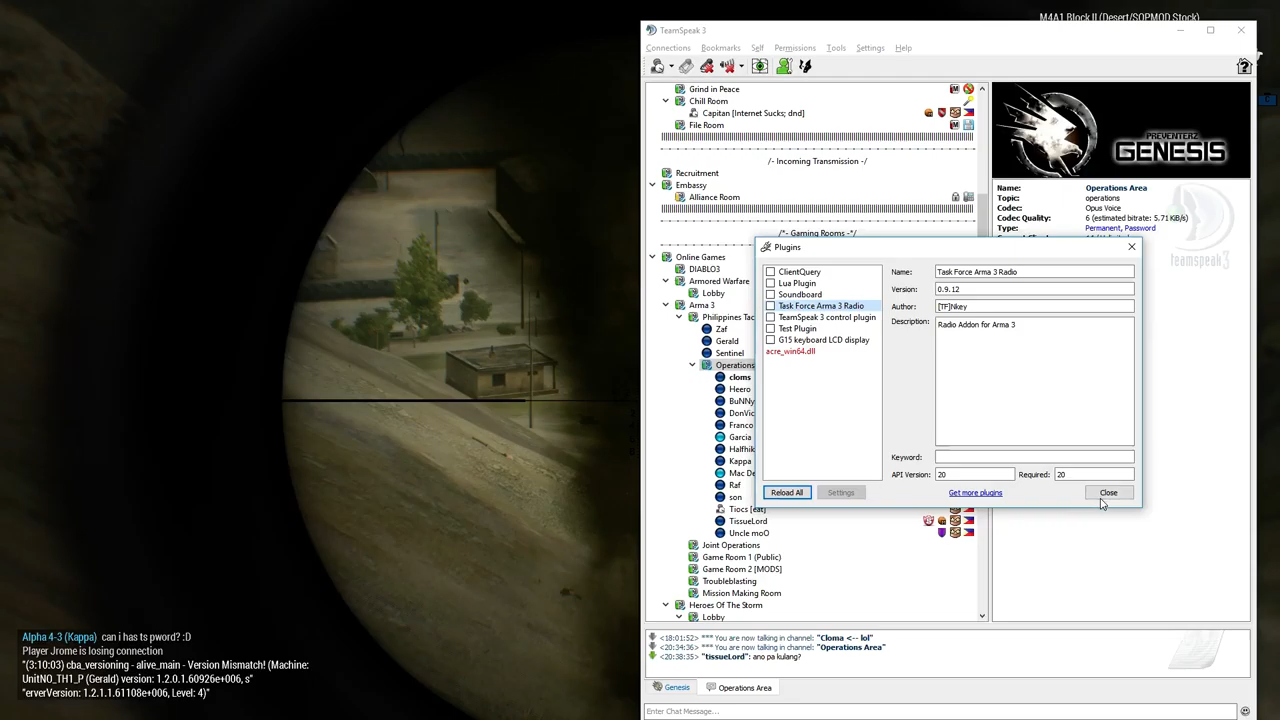 M4A1 Block II (Desert/SOPMOD Stock)
TeamSpeak 3
Connections Bookmarks Self Permissions Tools Settings Help
Grind in Peace
Chill Room
Capitan [Internet Sucks; dnd]
File Room
/- Incoming Transmission -/
Recruitment
Embassy
Alliance Room
/*- Gaming Rooms -*/
Online Games
DIABLO3
Armored Warfare
Lobby
Arma 3
Philippines Tac
Zaf
Gerald
Sentinel
Operations
cloms
Heero
BuNNy
DonVic
Franco
Garcia
Halfhik
Kappa
Mac De
Raf
son
Tiocs [eat]
TissueLord
Uncle moO
Joint Operations
Game Room 1 (Public)
Game Room 2 [MODS]
Troubleblasting
Mission Making Room
Heroes Of The Storm
Lobby
PREVENTERZ
GENESIS
Name: Operations Area
Topic: operations
Codec: Opus Voice
Codec Quality: 6 (estimated bitrate: 5.71 KiB/s)
Type: Permanent, Password
teamspeak3
Plugins
ClientQuery
Lua Plugin
Soundboard
Task Force Arma 3 Radio
TeamSpeak 3 control plugin
Test Plugin
G15 keyboard LCD display
acre_win64.dll
Name: Task Force Arma 3 Radio
Version: 0.9.12
Author: [TF]Nkey
Description: Radio Addon for Arma 3
Keyword:
API Version: 20 Required: 20
Reload All Settings Get more plugins Close
<18:01:52> *** You are now talking in channel: "Cloma <-- lol"
<20:34:36> *** You are now talking in channel: "Operations Area"
<20:38:35> "tissueLord": ano pa kulang?
Genesis Operations Area
Enter Chat Message...
Alpha 4-3 (Kappa) can i has ts pword? :D
Player Jrome is losing connection
"(3:10:03) cba_versioning - alive_main - Version Mismatch! (Machine:
UnitNO_TH1_P (Gerald) version: 1.2.0.1.60926e+006, s"
"erverVersion: 1.2.1.1.61108e+006, Level: 4)"